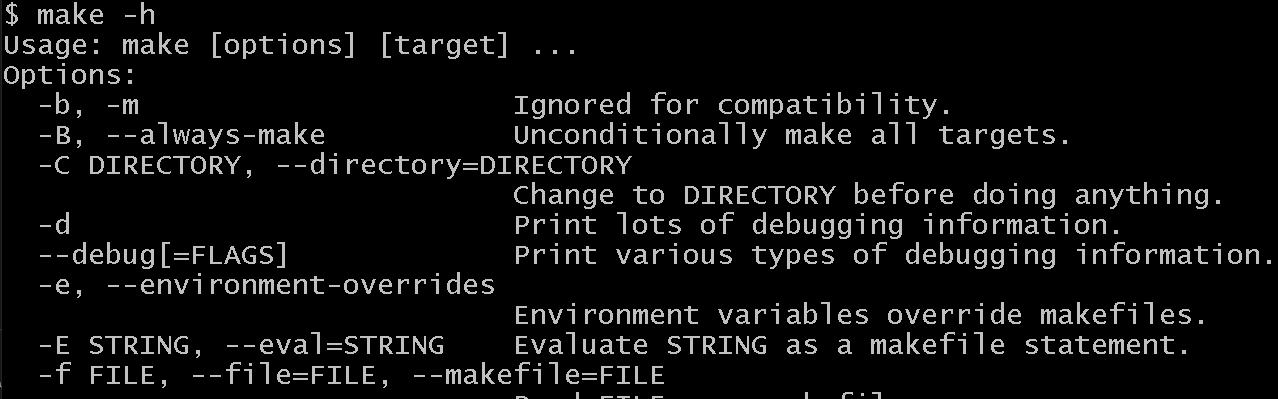 $ make -h
Usage: make [options] [target] ...
Options:
  -b, -m                      Ignored for compatibility.
  -B, --always-make           Unconditionally make all targets.
  -C DIRECTORY, --directory=DIRECTORY
                              Change to DIRECTORY before doing anything.
  -d                          Print lots of debugging information.
  --debug[=FLAGS]             Print various types of debugging information.
  -e, --environment-overrides
                              Environment variables override makefiles.
  -E STRING, --eval=STRING    Evaluate STRING as a makefile statement.
  -f FILE, --file=FILE, --makefile=FILE